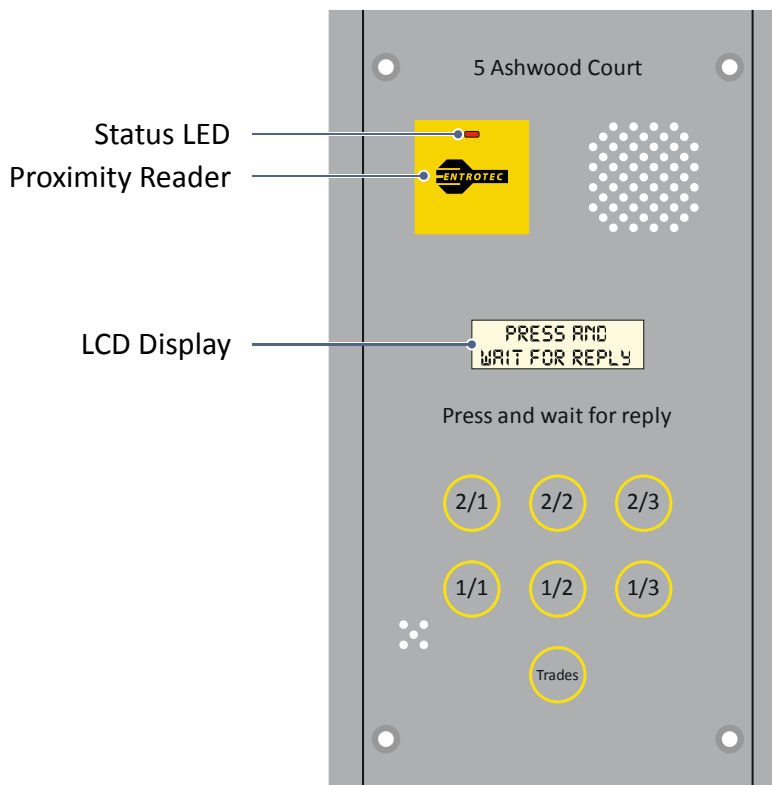 5 Ashwood Court
Status LED
Proximity Reader
ENTROTEC
LCD Display
PRESS AND
WAIT FOR REPLY
Press and wait for reply
2/1 2/2 2/3
1/1 1/2 1/3
Trades